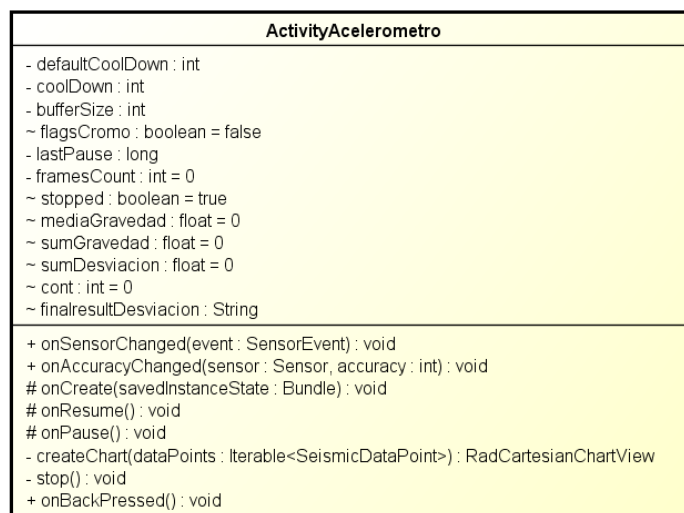 ActivityAcelerometro
- defaultCoolDown : int
- coolDown : int
- bufferSize : int
~ flagsCromo : boolean = false
- lastPause : long
- framesCount : int = 0
~ stopped : boolean = true
~ mediaGravedad : float = 0
~ sumGravedad : float = 0
~ sumDesviacion : float = 0
~ cont : int = 0
~ finalresultDesviacion : String
+ onSensorChanged(event : SensorEvent) : void
+ onAccuracyChanged(sensor : Sensor, accuracy : int) : void
# onCreate(savedInstanceState : Bundle) : void
# onResume() : void
# onPause() : void
- createChart(dataPoints : Iterable<SeismicDataPoint>) : RadCartesianChartView
- stop() : void
+ onBackPressed() : void